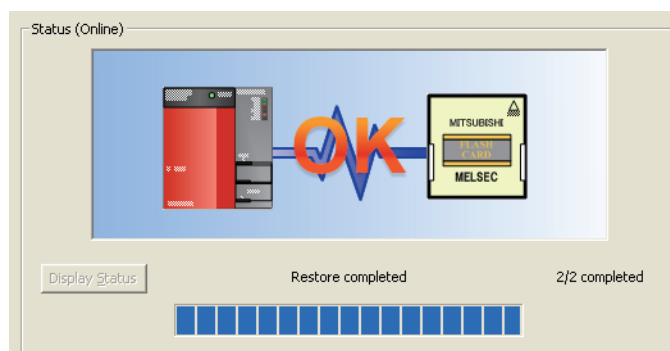 Status (Online)
OK
MITSUBISHI
FLASH
CARD
MELSEC
Display Status
Restore completed
2/2 completed